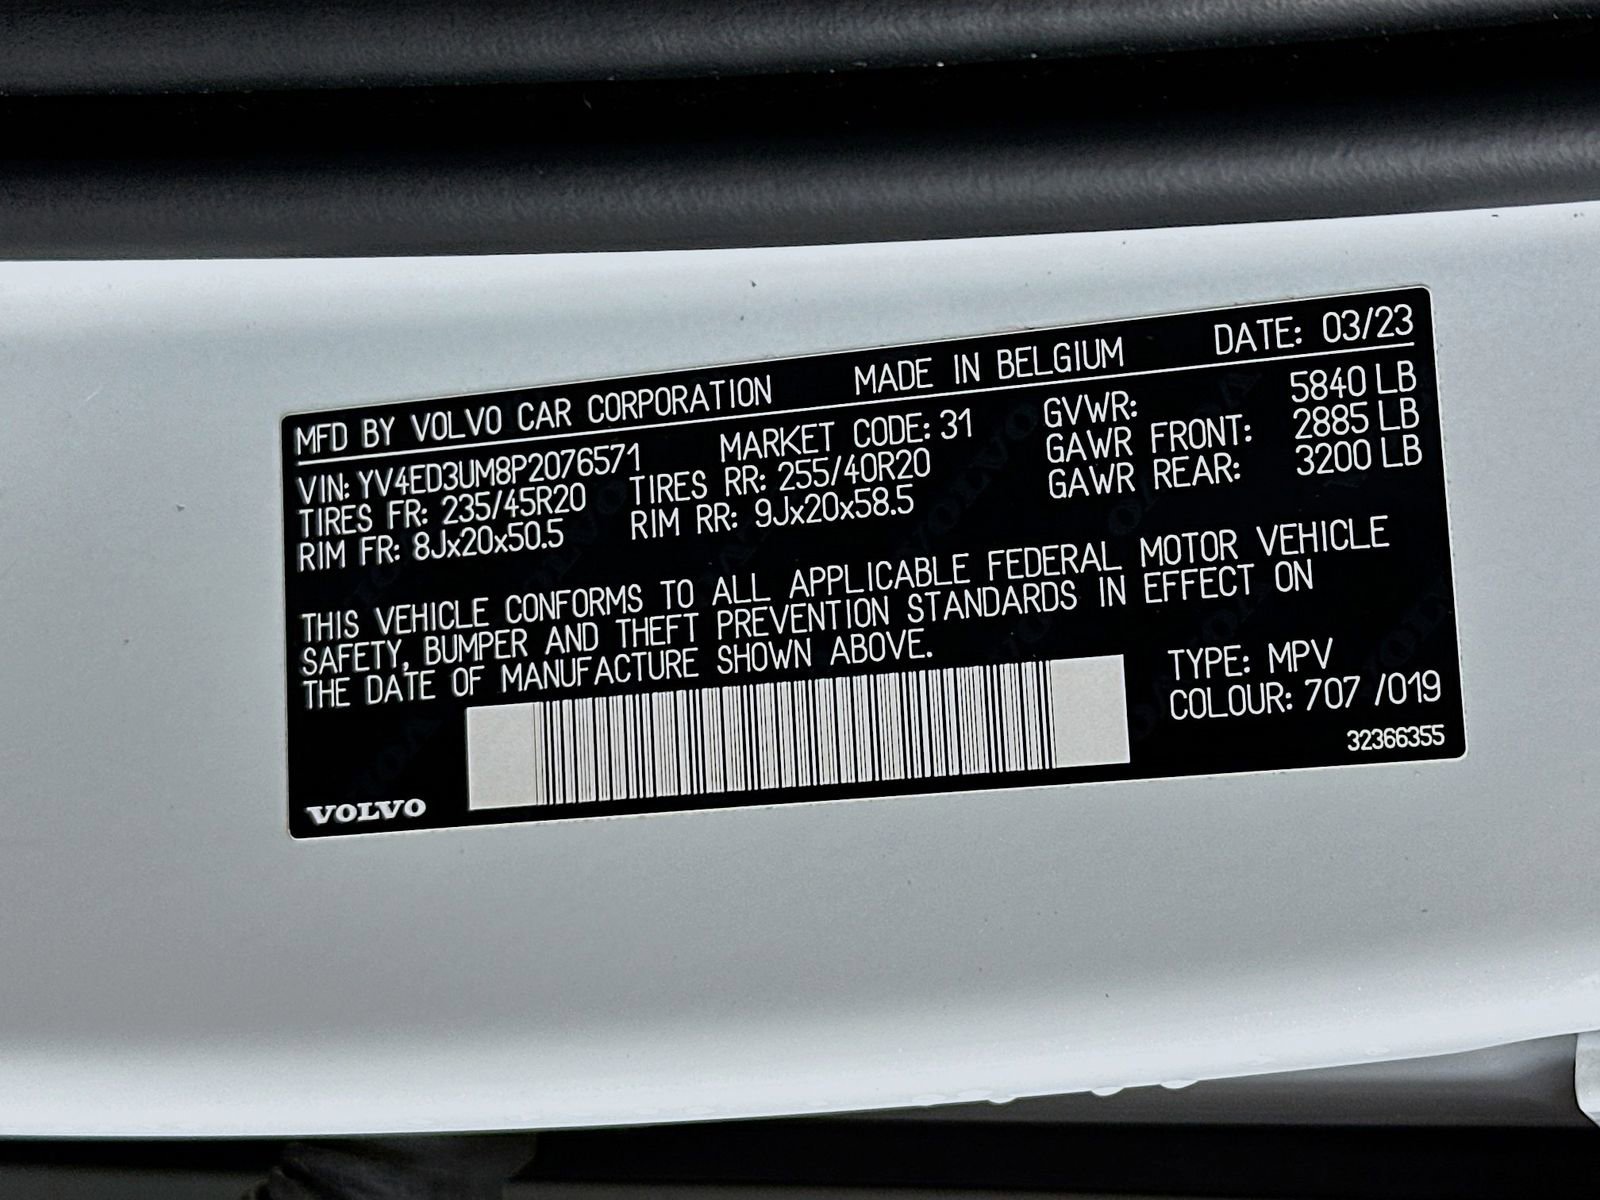 MFD BY VOLVO CAR CORPORATION MADE IN BELGIUM DATE: 03/23
VIN: YV4ED3UM8P2076571 MARKET CODE: 31 GVWR: 5840 LB
TIRES FR: 235/45R20 TIRES RR: 255/40R20 GAWR FRONT: 2885 LB
RIM FR: 8Jx20x50.5 RIM RR: 9Jx20x58.5 GAWR REAR: 3200 LB
THIS VEHICLE CONFORMS TO ALL APPLICABLE FEDERAL MOTOR VEHICLE
SAFETY, BUMPER AND THEFT PREVENTION STANDARDS IN EFFECT ON
THE DATE OF MANUFACTURE SHOWN ABOVE.
TYPE: MPV
COLOUR: 707 /019
32366355
VOLVO